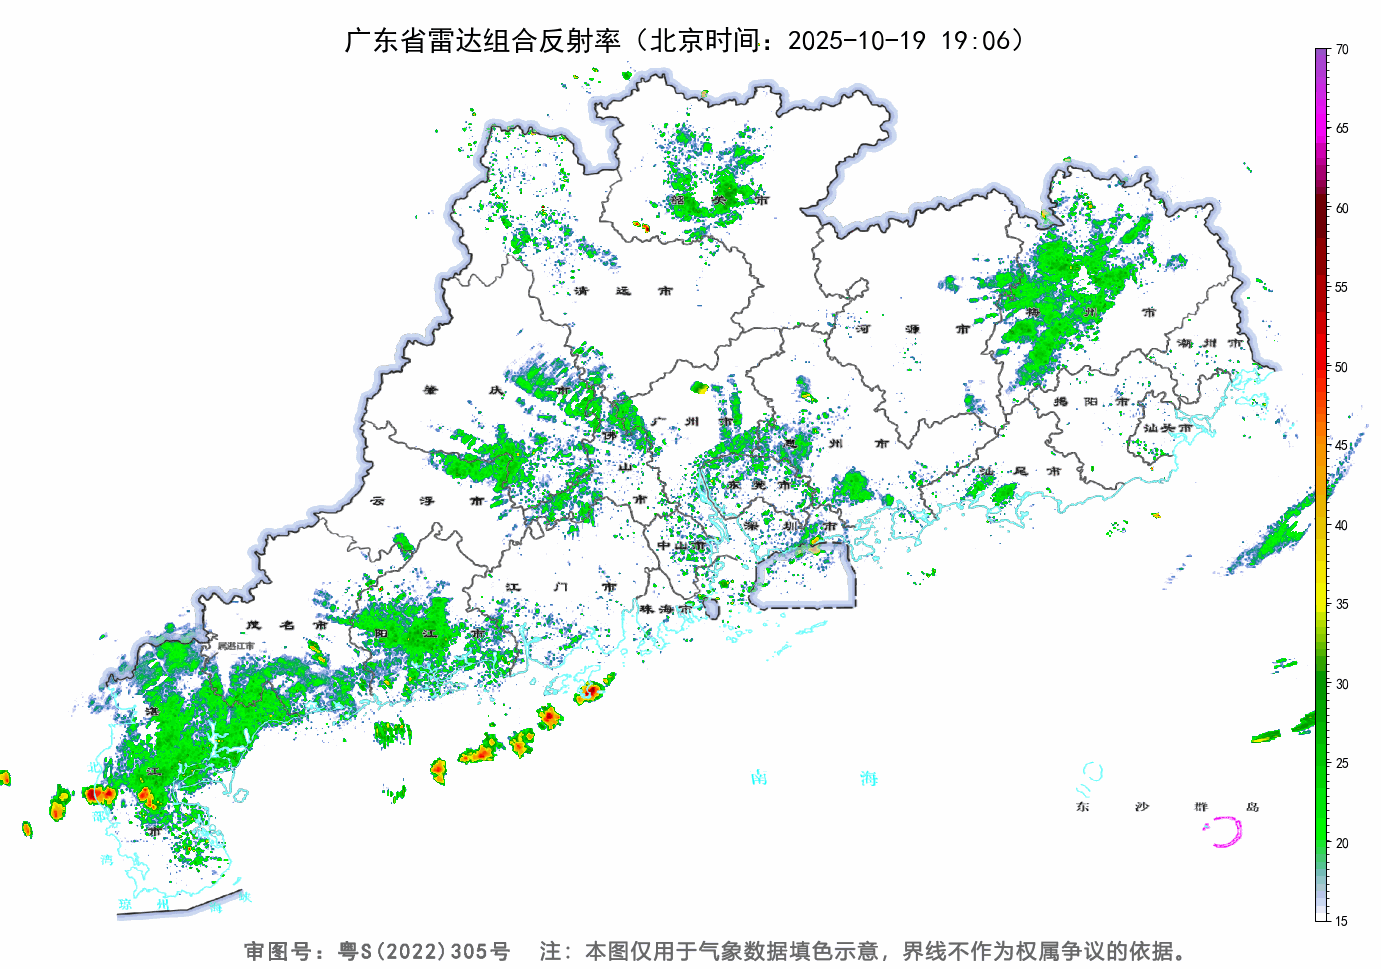 广东省雷达组合反射率（北京时间：2025-10-19 19:06）
70
65
60
55
50
45
40
35
30
25
20
15
韶关市
清远市
河源市
梅州市
潮州市
肇庆市
广州市
佛山市
惠州市
揭阳市
汕头市
云浮市
东莞市
汕尾市
深圳市
中山市
江门市
珠海市
茂名市
阳江市
属湛江市
湛江市
北部湾
琼州海峡
南海
东沙群岛
审图号：粤S(2022)305号 注：本图仅用于气象数据填色示意，界线不作为权属争议的依据。